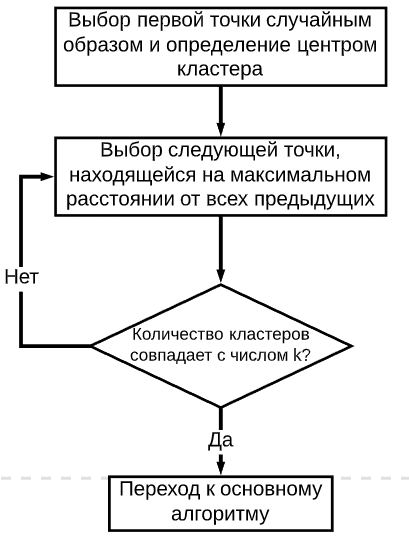 Выбор первой точки случайным
образом и определение центром
кластера
Выбор следующей точки,
находящейся на максимальном
расстоянии от всех предыдущих
Нет
Количество кластеров
совпадает с числом k?
Да
Переход к основному
алгоритму